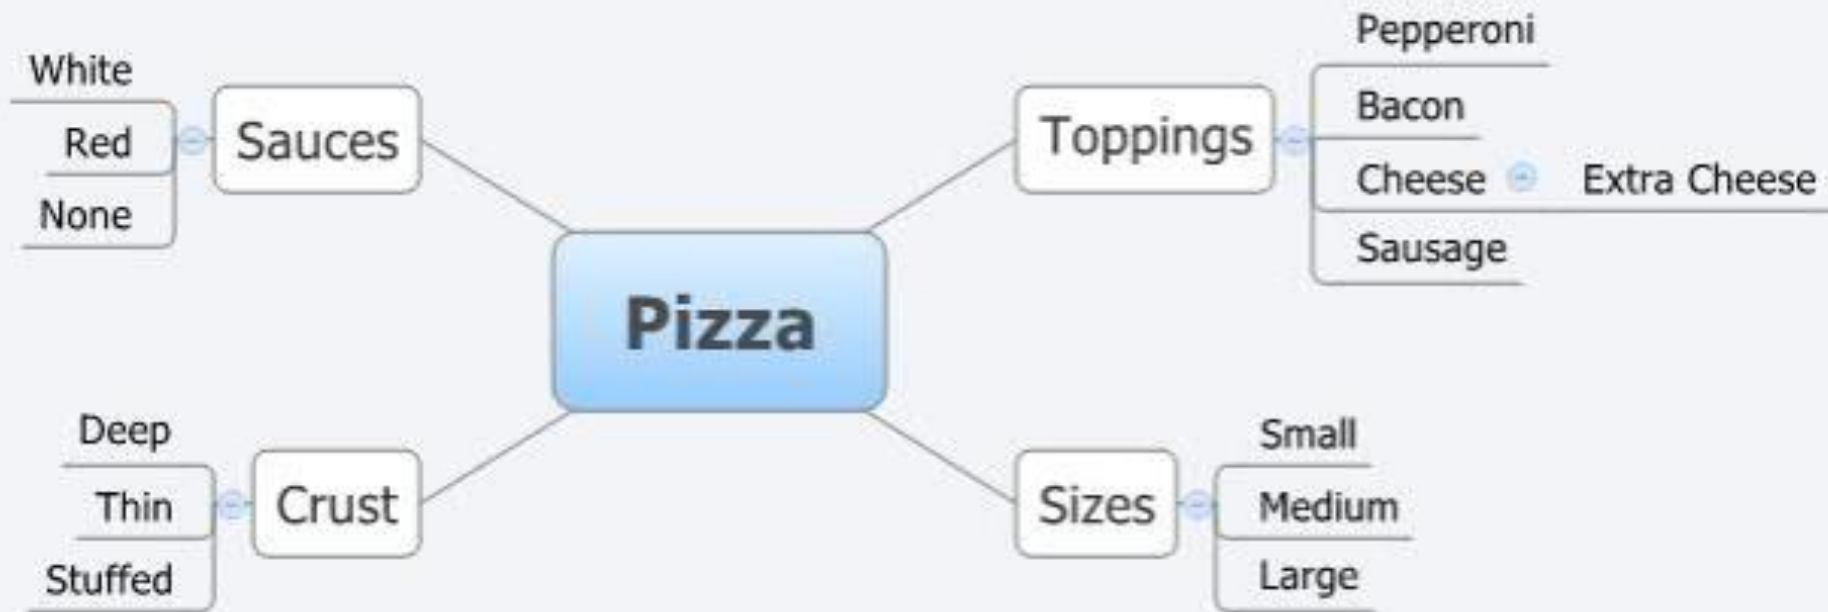 Pizza
Sauces
White
Red
None
Toppings
Pepperoni
Bacon
Cheese
Extra Cheese
Sausage
Crust
Deep
Thin
Stuffed
Sizes
Small
Medium
Large